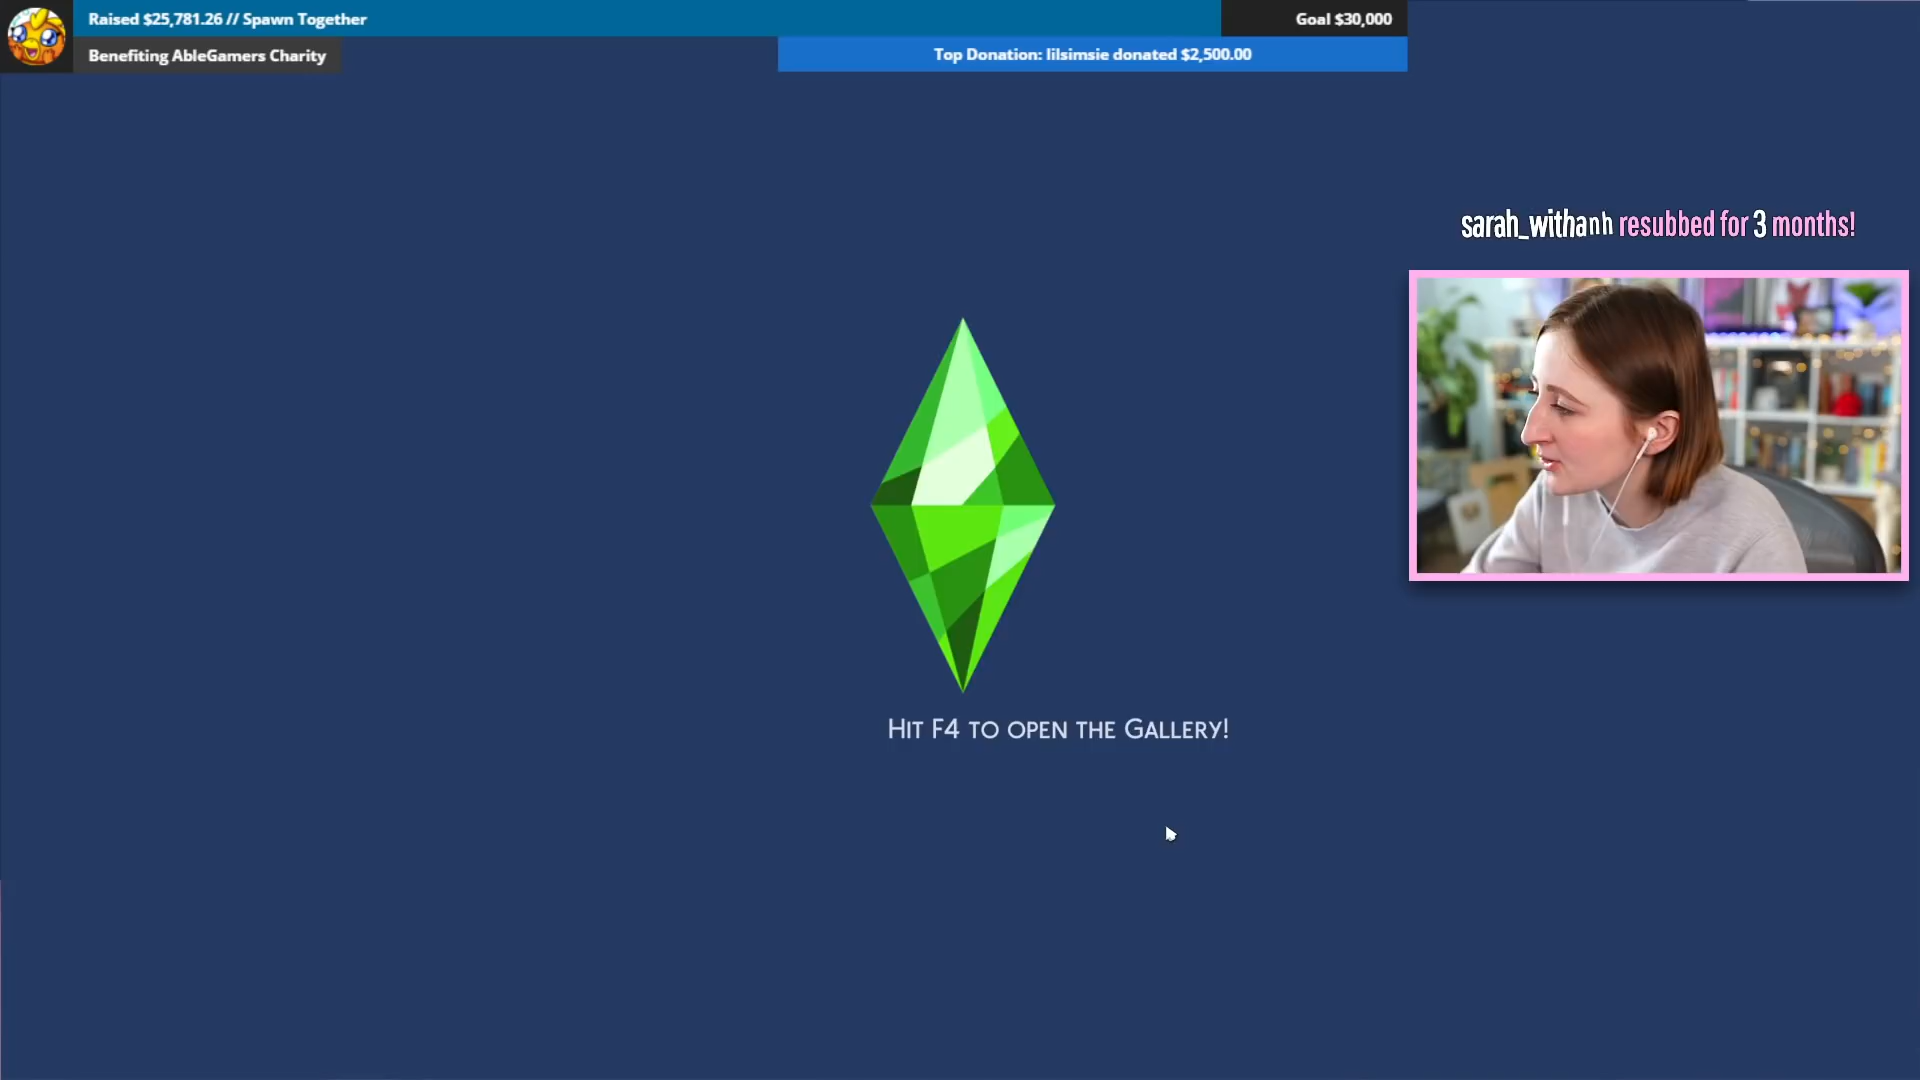 Raised $25,781.26 // Spawn Together
Goal $30,000
Benefiting AbleGamers Charity
Top Donation: lilsimsie donated $2,500.00
sarah_withanh resubbed for 3 months!
HIT F4 TO OPEN THE GALLERY!